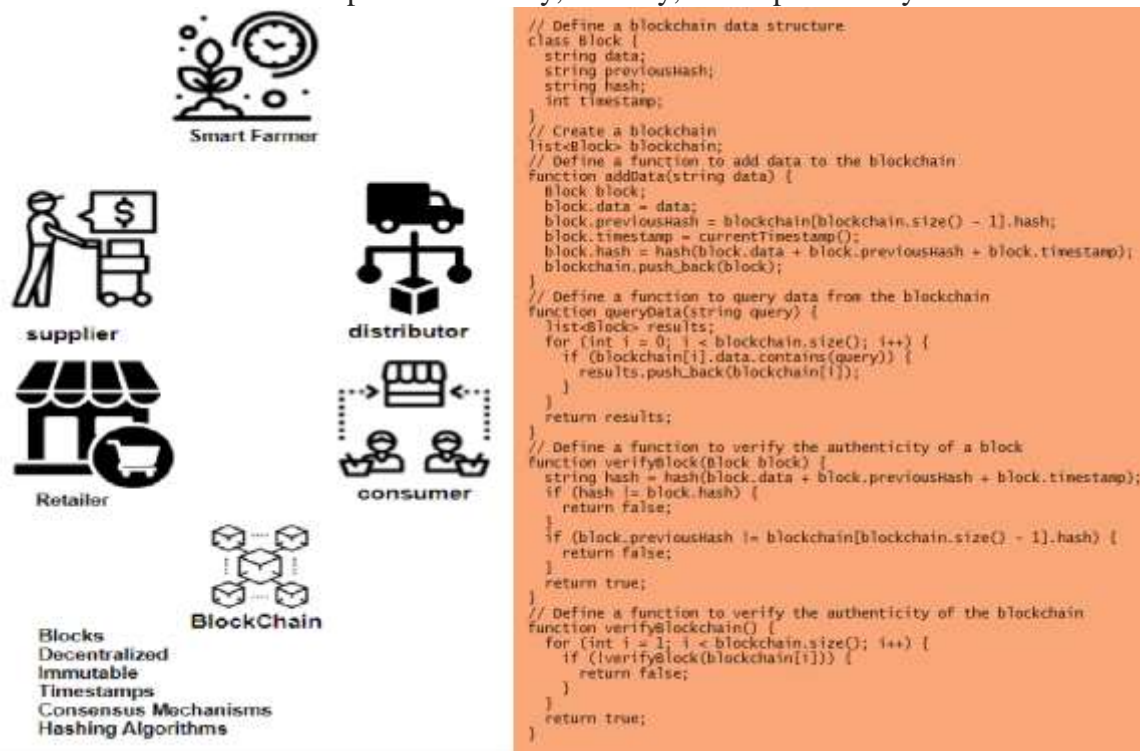 Smart Farmer
$
supplier
distributor
Retailer
consumer
BlockChain
Blocks
Decentralized
Immutable
Timestamps
Consensus Mechanisms
Hashing Algorithms
// Define a blockchain data structure
class Block {
string data;
string previousHash;
string hash;
int timestamp;
}
// Create a blockchain
list<Block> blockchain;
// Define a function to add data to the blockchain
function addData(string data) {
Block block;
block.data = data;
block.previousHash = blockchain[blockchain.size() - 1].hash;
block.timestamp = currentTimestamp();
block.hash = hash(block.data + block.previousHash + block.timestamp);
blockchain.push_back(block);
}
// Define a function to query data from the blockchain
function queryData(string query) {
list<Block> results;
for (int i = 0; i < blockchain.size(); i++) {
if (blockchain[i].data.contains(query)) {
results.push_back(blockchain[i]);
}
}
return results;
}
// Define a function to verify the authenticity of a block
function verifyBlock(Block block) {
string hash = hash(block.data + block.previousHash + block.timestamp);
if (hash != block.hash) {
return false;
}
if (block.previousHash != blockchain[blockchain.size() - 1].hash) {
return false;
}
return true;
}
// Define a function to verify the authenticity of the blockchain
function verifyBlockchain() {
for (int i = 1; i < blockchain.size(); i++) {
if (!verifyBlock(blockchain[i])) {
return false;
}
}
return true;
}